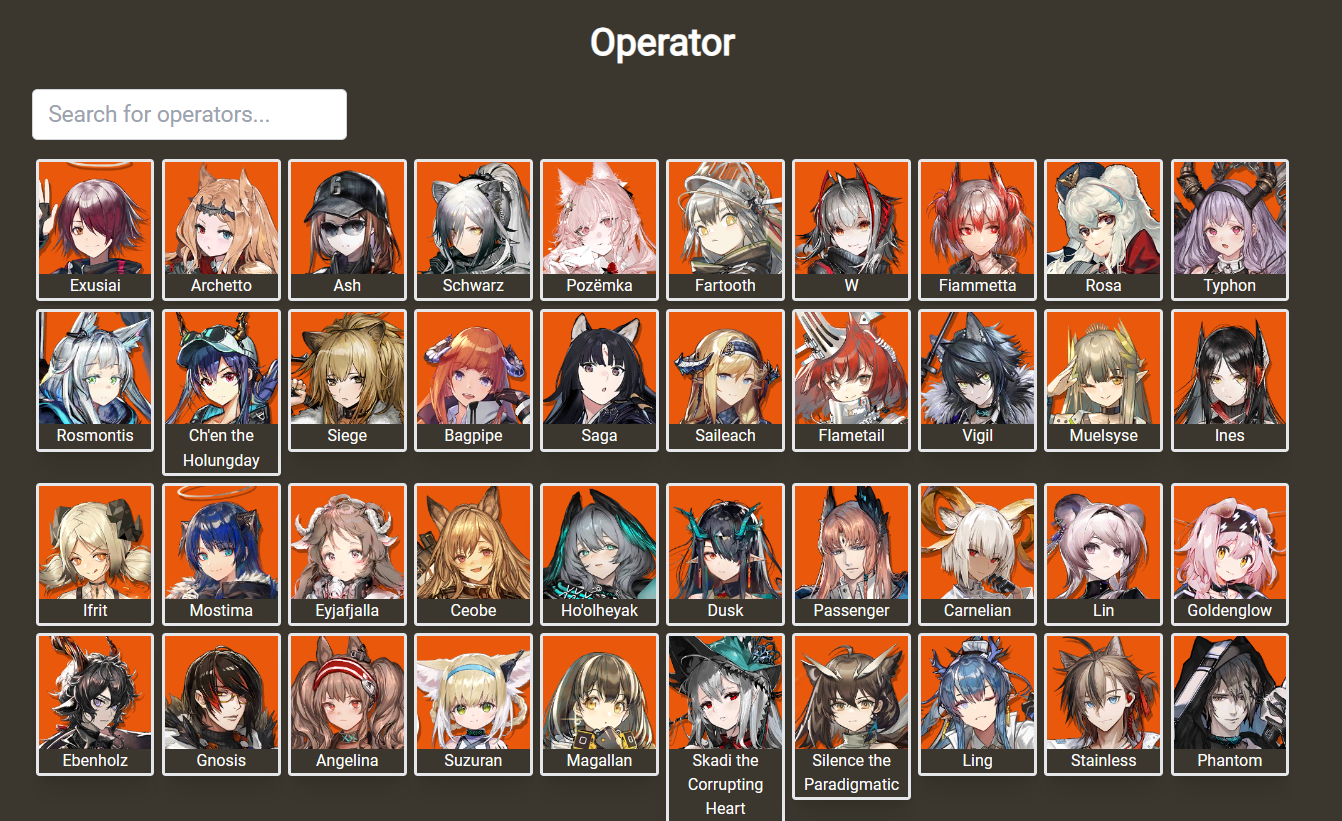 Operator
Search for operators...
Exusiai
Archetto
Ash
Schwarz
Pozëmka
Fartooth
W
Fiammetta
Rosa
Typhon
Rosmontis
Ch'en the
Holungday
Siege
Bagpipe
Saga
Saileach
Flametail
Vigil
Muelsyse
Ines
Ifrit
Mostima
Eyjafjalla
Ceobe
Ho'olheyak
Dusk
Passenger
Carnelian
Lin
Goldenglow
Ebenholz
Gnosis
Angelina
Suzuran
Magallan
Skadi the
Corrupting
Heart
Silence the
Paradigmatic
Ling
Stainless
Phantom